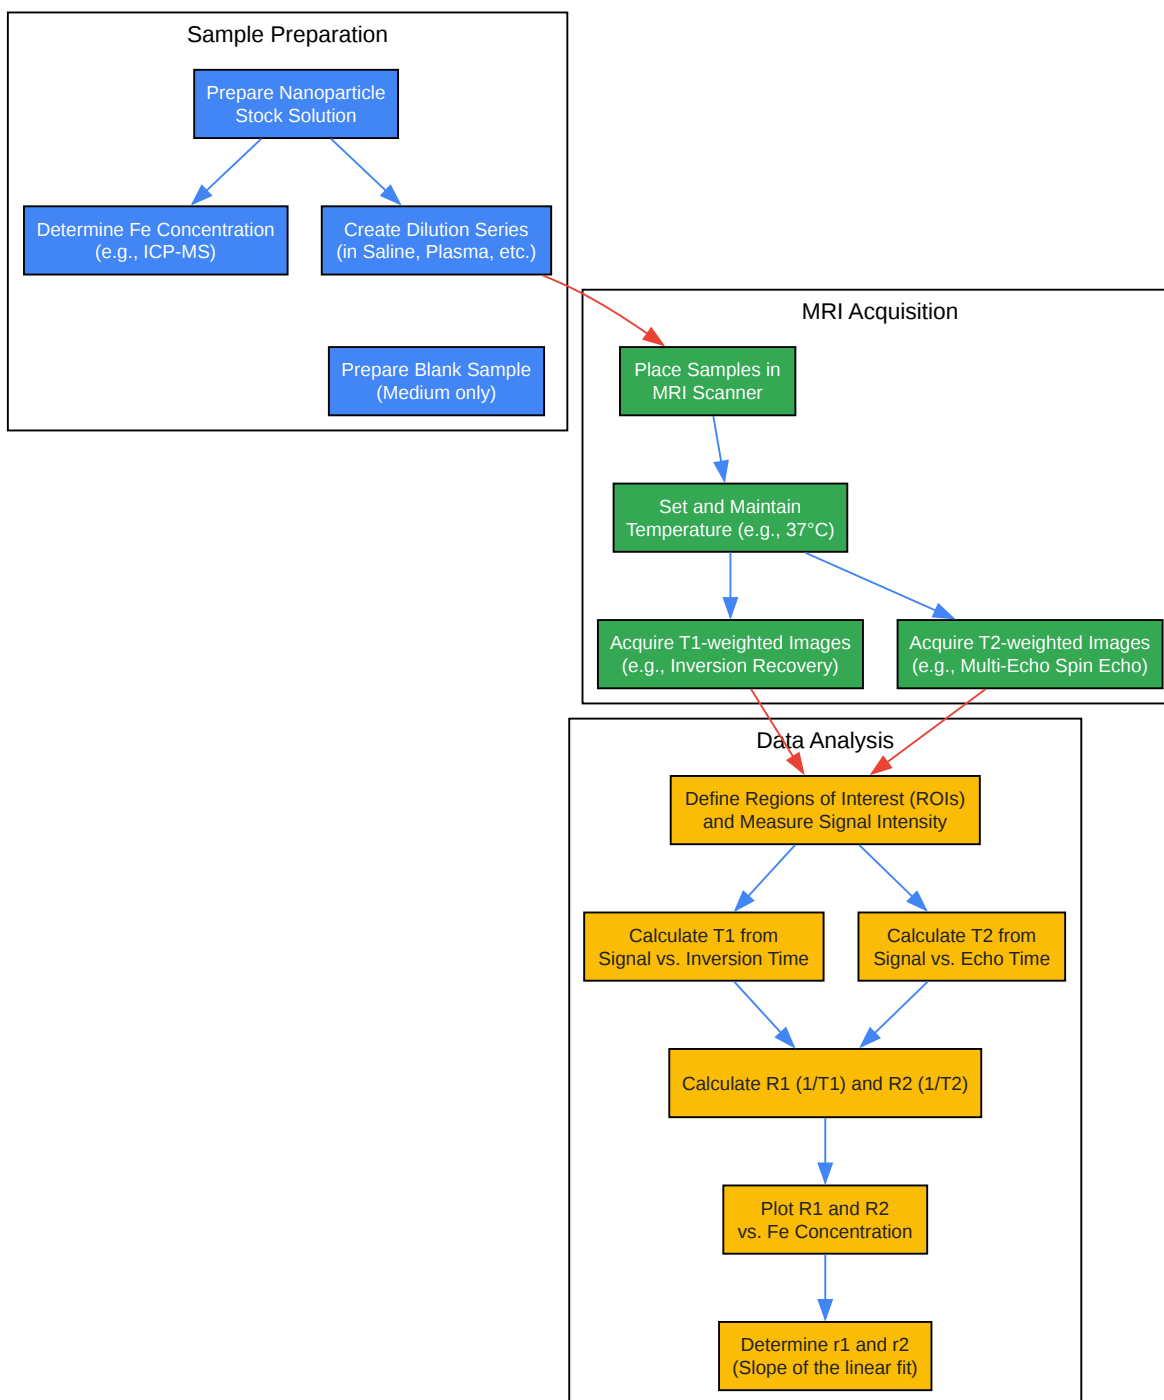 Sample Preparation
Prepare Nanoparticle
Stock Solution
Determine Fe Concentration
(e.g., ICP-MS)
Create Dilution Series
(in Saline, Plasma, etc.)
Prepare Blank Sample
(Medium only)
MRI Acquisition
Place Samples in
MRI Scanner
Set and Maintain
Temperature (e.g., 37°C)
Acquire T1-weighted Images
(e.g., Inversion Recovery)
Acquire T2-weighted Images
(e.g., Multi-Echo Spin Echo)
Data Analysis
Define Regions of Interest (ROIs)
and Measure Signal Intensity
Calculate T1 from
Signal vs. Inversion Time
Calculate T2 from
Signal vs. Echo Time
Calculate R1 (1/T1) and R2 (1/T2)
Plot R1 and R2
vs. Fe Concentration
Determine r1 and r2
(Slope of the linear fit)